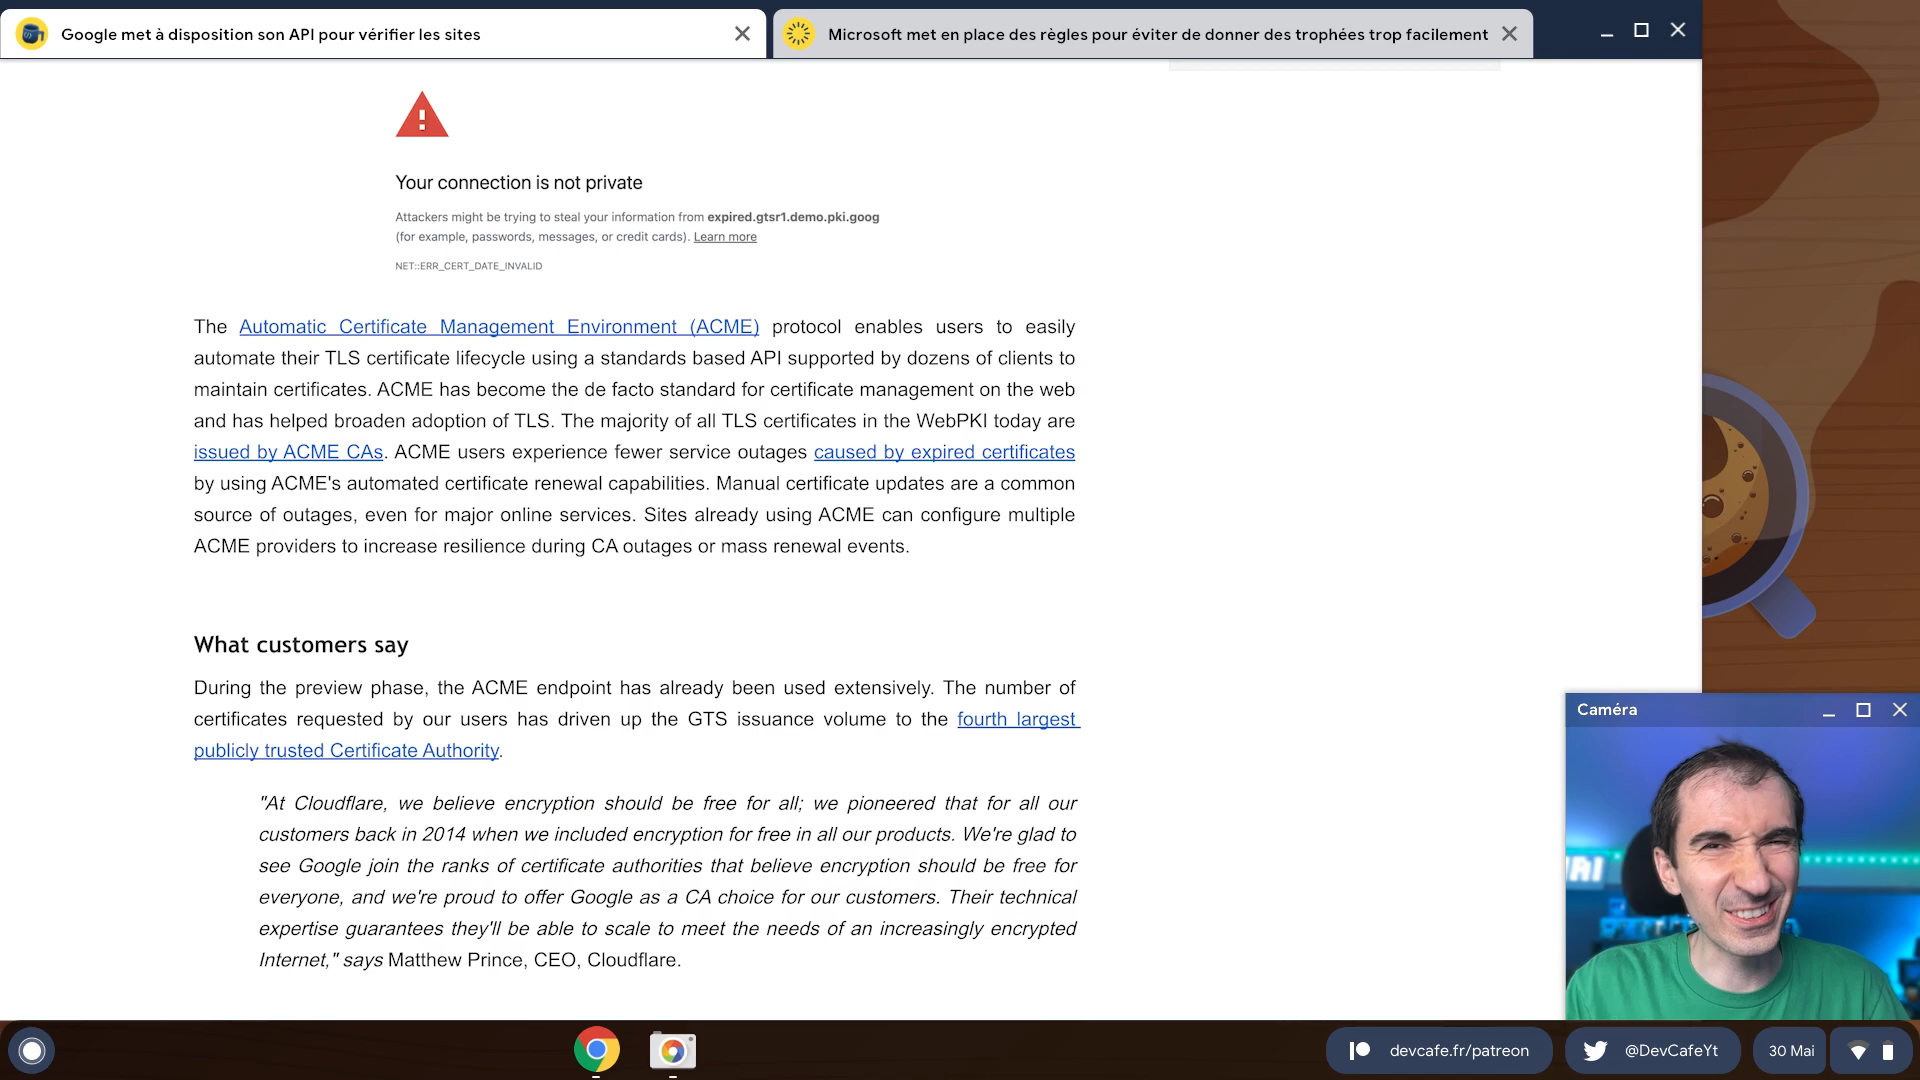 Google met à disposition son API pour vérifier les sites
Microsoft met en place des règles pour éviter de donner des trophées trop facilement
Your connection is not private
Attackers might be trying to steal your information from expired.gtsr1.demo.pki.goog
(for example, passwords, messages, or credit cards). Learn more
NET::ERR_CERT_DATE_INVALID
The Automatic Certificate Management Environment (ACME) protocol enables users to easily
automate their TLS certificate lifecycle using a standards based API supported by dozens of clients to
maintain certificates. ACME has become the de facto standard for certificate management on the web
and has helped broaden adoption of TLS. The majority of all TLS certificates in the WebPKI today are
issued by ACME CAs. ACME users experience fewer service outages caused by expired certificates
by using ACME's automated certificate renewal capabilities. Manual certificate updates are a common
source of outages, even for major online services. Sites already using ACME can configure multiple
ACME providers to increase resilience during CA outages or mass renewal events.
What customers say
During the preview phase, the ACME endpoint has already been used extensively. The number of
certificates requested by our users has driven up the GTS issuance volume to the fourth largest
publicly trusted Certificate Authority.
"At Cloudflare, we believe encryption should be free for all; we pioneered that for all our
customers back in 2014 when we included encryption for free in all our products. We're glad to
see Google join the ranks of certificate authorities that believe encryption should be free for
everyone, and we're proud to offer Google as a CA choice for our customers. Their technical
expertise guarantees they'll be able to scale to meet the needs of an increasingly encrypted
Internet," says Matthew Prince, CEO, Cloudflare.
Caméra
devcafe.fr/patreon
@DevCafeYt
30 Mai